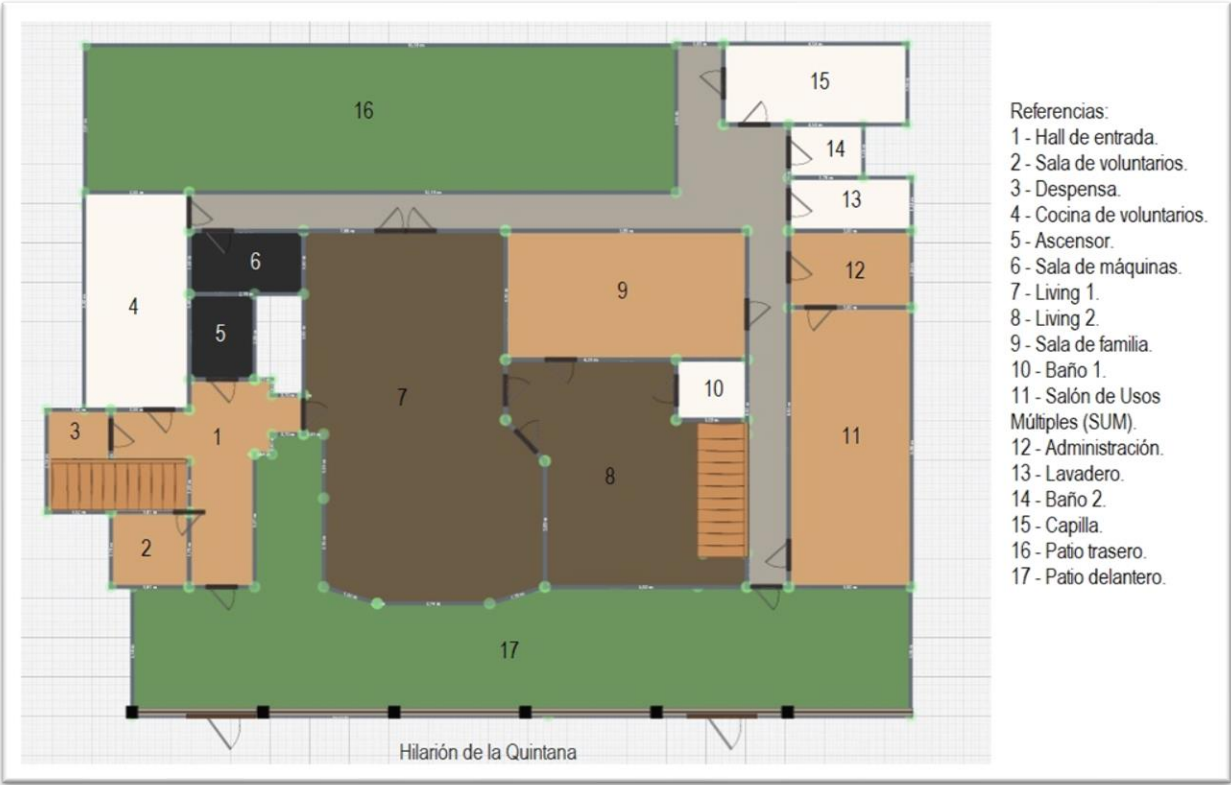 16
15
14
13
6
12
9
4
5
10
7
3
1
11
8
2
17
Hilarión de la Quintana
Referencias:
1 - Hall de entrada.
2 - Sala de voluntarios.
3 - Despensa.
4 - Cocina de voluntarios.
5 - Ascensor.
6 - Sala de máquinas.
7 - Living 1.
8 - Living 2.
9 - Sala de familia.
10 - Baño 1.
11 - Salón de Usos
Múltiples (SUM).
12 - Administración.
13 - Lavadero.
14 - Baño 2.
15 - Capilla.
16 - Patio trasero.
17 - Patio delantero.